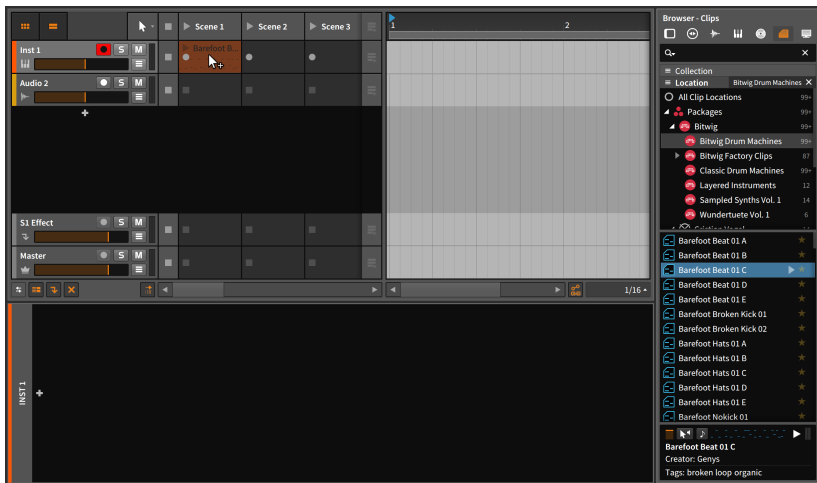 Scene 1
Scene 2
Scene 3
1
2
Inst 1
S
M
Barefoot B...
Audio 2
S
M
S1 Effect
S
M
Master
S
M
1/16
INST 1
Browser - Clips
Collection
Location
Bitwig Drum Machines
All Clip Locations 99+
Packages 99+
Bitwig 99+
Bitwig Drum Machines 99+
Bitwig Factory Clips 87
Classic Drum Machines 99+
Layered Instruments 12
Sampled Synths Vol. 1 14
Wundertuete Vol. 1 6
Barefoot Beat 01 A
Barefoot Beat 01 B
Barefoot Beat 01 C
Barefoot Beat 01 D
Barefoot Beat 01 E
Barefoot Broken Kick 01
Barefoot Broken Kick 02
Barefoot Hats 01 A
Barefoot Hats 01 B
Barefoot Hats 01 C
Barefoot Hats 01 D
Barefoot Hats 01 E
Barefoot Nokick 01
Barefoot Beat 01 C
Creator: Genys
Tags: broken loop organic